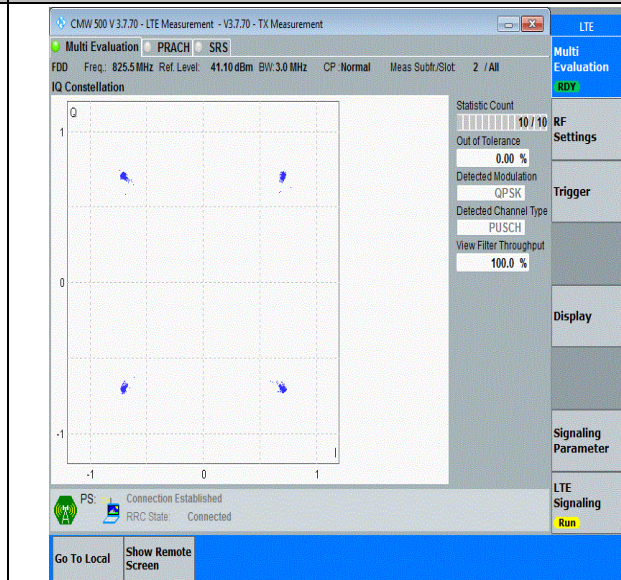 CMW 500 V 3.7.70 - LTE Measurement - V3.7.70 - TX Measurement
LTE
Multi Evaluation PRACH SRS
Multi
Evaluation
RDY
FDD Freq.: 825.5 MHz Ref. Level: 41.10 dBm BW: 3.0 MHz CP :Normal Meas Subfr./Slot: 2 / All
IQ Constellation
Q
1
0
-1
I
-1 0 1
Statistic Count
10 / 10
Out of Tolerance
0.00 %
Detected Modulation
QPSK
Detected Channel Type
PUSCH
View Filter Throughput
100.0 %
RF
Settings
Trigger
Display
Signaling
Parameter
LTE
Signaling
Run
PS: Connection Established
RRC State: Connected
Go To Local
Show Remote
Screen